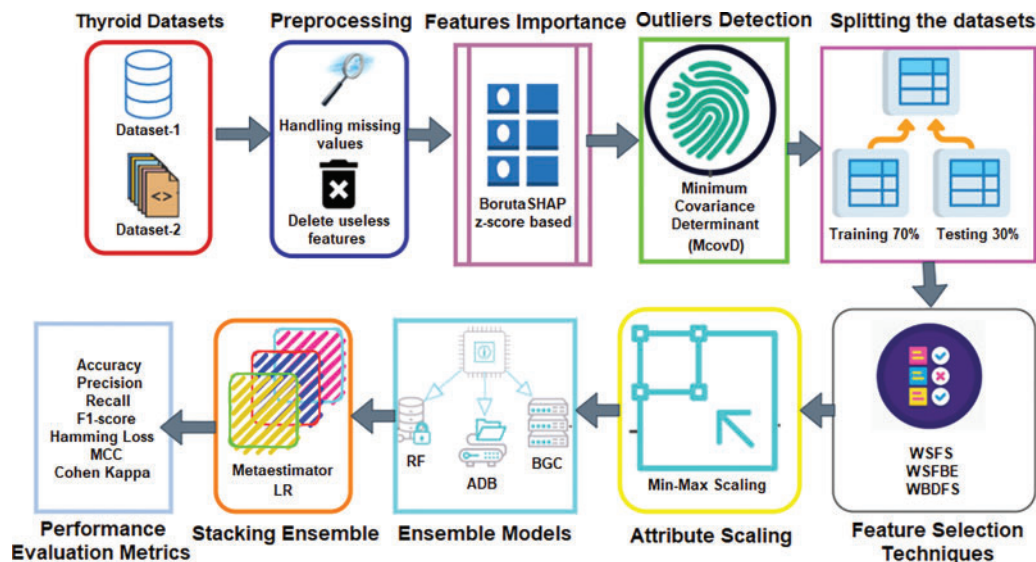 Thyroid Datasets
Dataset-1
Dataset-2
Preprocessing
Handling missing
values
Delete useless
features
Features Importance
BorutaSHAP
z-score based
Outliers Detection
Minimum
Covariance
Determinant
(McovD)
Splitting the datasets
Training 70%
Testing 30%
WSFS
WSFBE
WBDFS
Feature Selection
Techniques
Min-Max Scaling
Attribute Scaling
RF
ADB
BGC
Ensemble Models
Metaestimator
LR
Stacking Ensemble
Accuracy
Precision
Recall
F1-score
Hamming Loss
MCC
Cohen Kappa
Performance
Evaluation Metrics